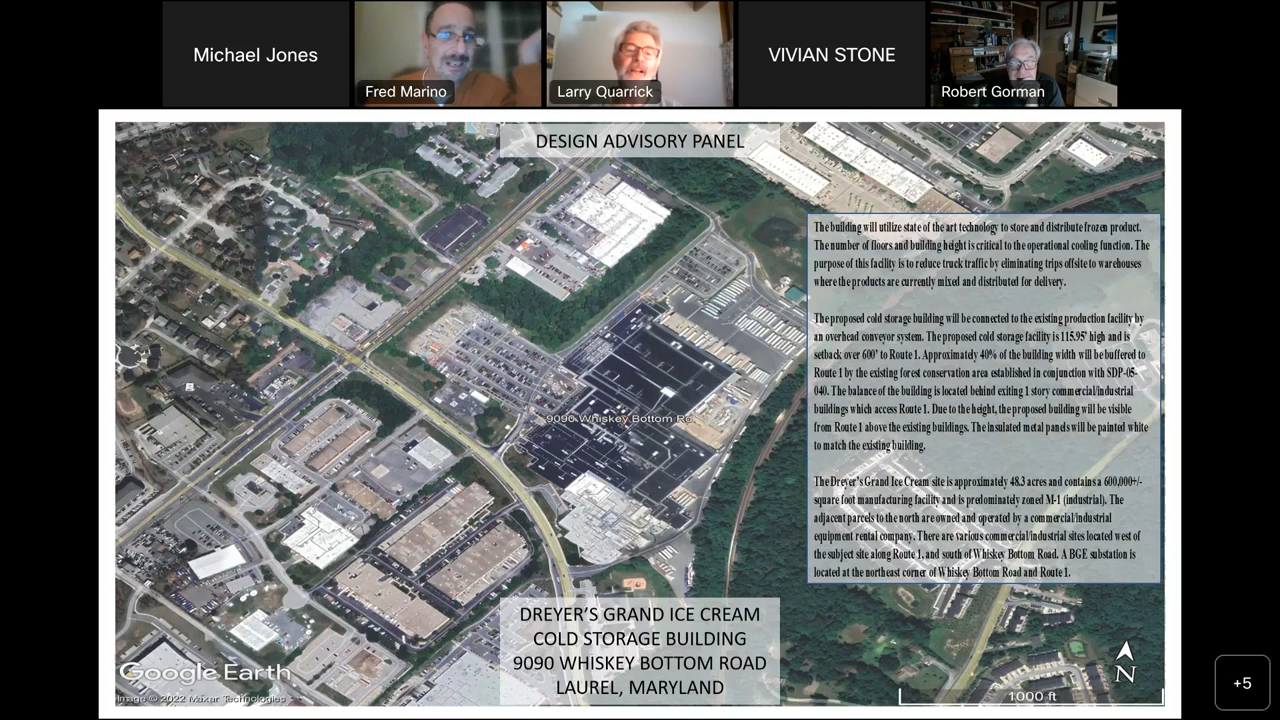 Michael Jones
Fred Marino
Larry Quarrick
VIVIAN STONE
Robert Gorman
DESIGN ADVISORY PANEL
The building will utilize state of the art technology to store and distribute frozen product.
The number of floors and building height is critical to the operational cooling function. The
purpose of this facility is to reduce truck traffic by eliminating trips offsite to warehouses
where the products are currently mixed and distributed for delivery.
The proposed cold storage building will be connected to the existing production facility by
an overhead conveyor system. The proposed cold storage facility is 115.95' high and is
setback over 600' to Route 1. Approximately 40% of the building width will be buffered to
Route 1 by the existing forest conservation area established in conjunction with SDP-05-
040. The balance of the building is located behind exiting 1 story commercial/industrial
buildings which access Route 1. Due to the height, the proposed building will be visible
from Route 1 above the existing buildings. The insulated metal panels will be painted white
to match the existing building.
The Dreyer's Grand Ice Cream site is approximately 48.3 acres and contains a 600,000+/-
square foot manufacturing facility and is predominately zoned M-1 (industrial). The
adjacent parcels to the north are owned and operated by a commercial/industrial
equipment rental company. There are various commercial/industrial sites located west of
the subject site along Route 1, and south of Whiskey Bottom Road. A BGE substation is
located at the northeast corner of Whiskey Bottom Road and Route 1.
9090 Whiskey Bottom Rd
DREYER'S GRAND ICE CREAM
COLD STORAGE BUILDING
9090 WHISKEY BOTTOM ROAD
LAUREL, MARYLAND
Google Earth
Image © 2022 Maxar Technologies
N
1000 ft
+5